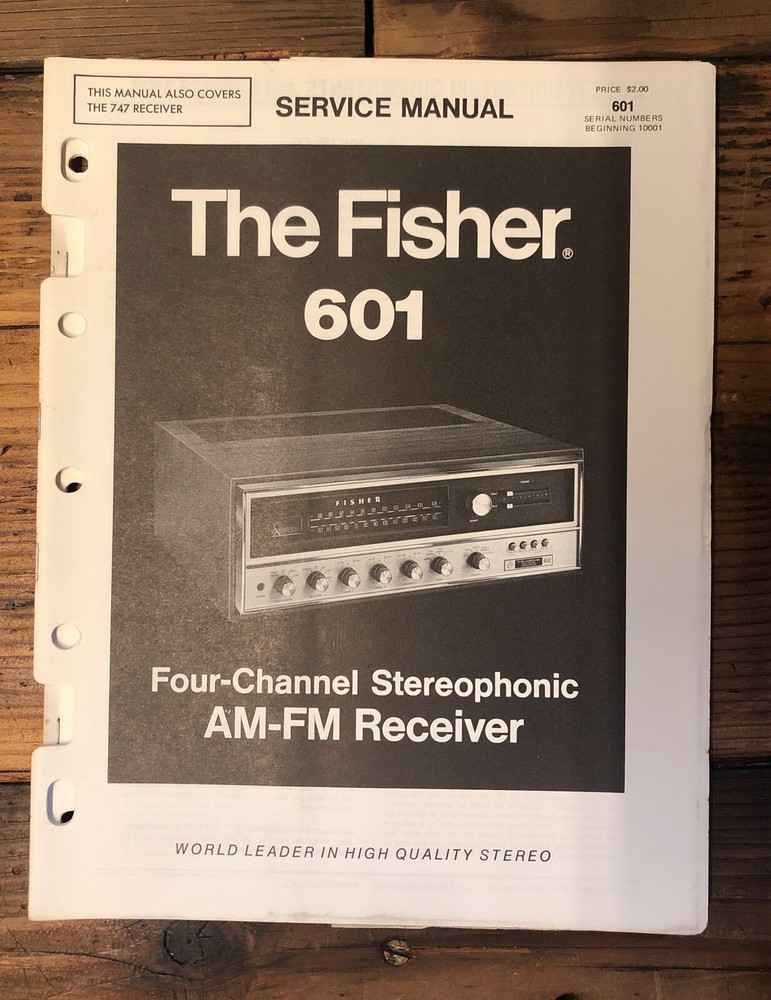 THIS MANUAL ALSO COVERS
THE 747 RECEIVER
SERVICE MANUAL
PRICE $2.00
601
SERIAL NUMBERS
BEGINNING 10001
The Fisher®
601
FISHER
Four-Channel Stereophonic
AM-FM Receiver
WORLD LEADER IN HIGH QUALITY STEREO